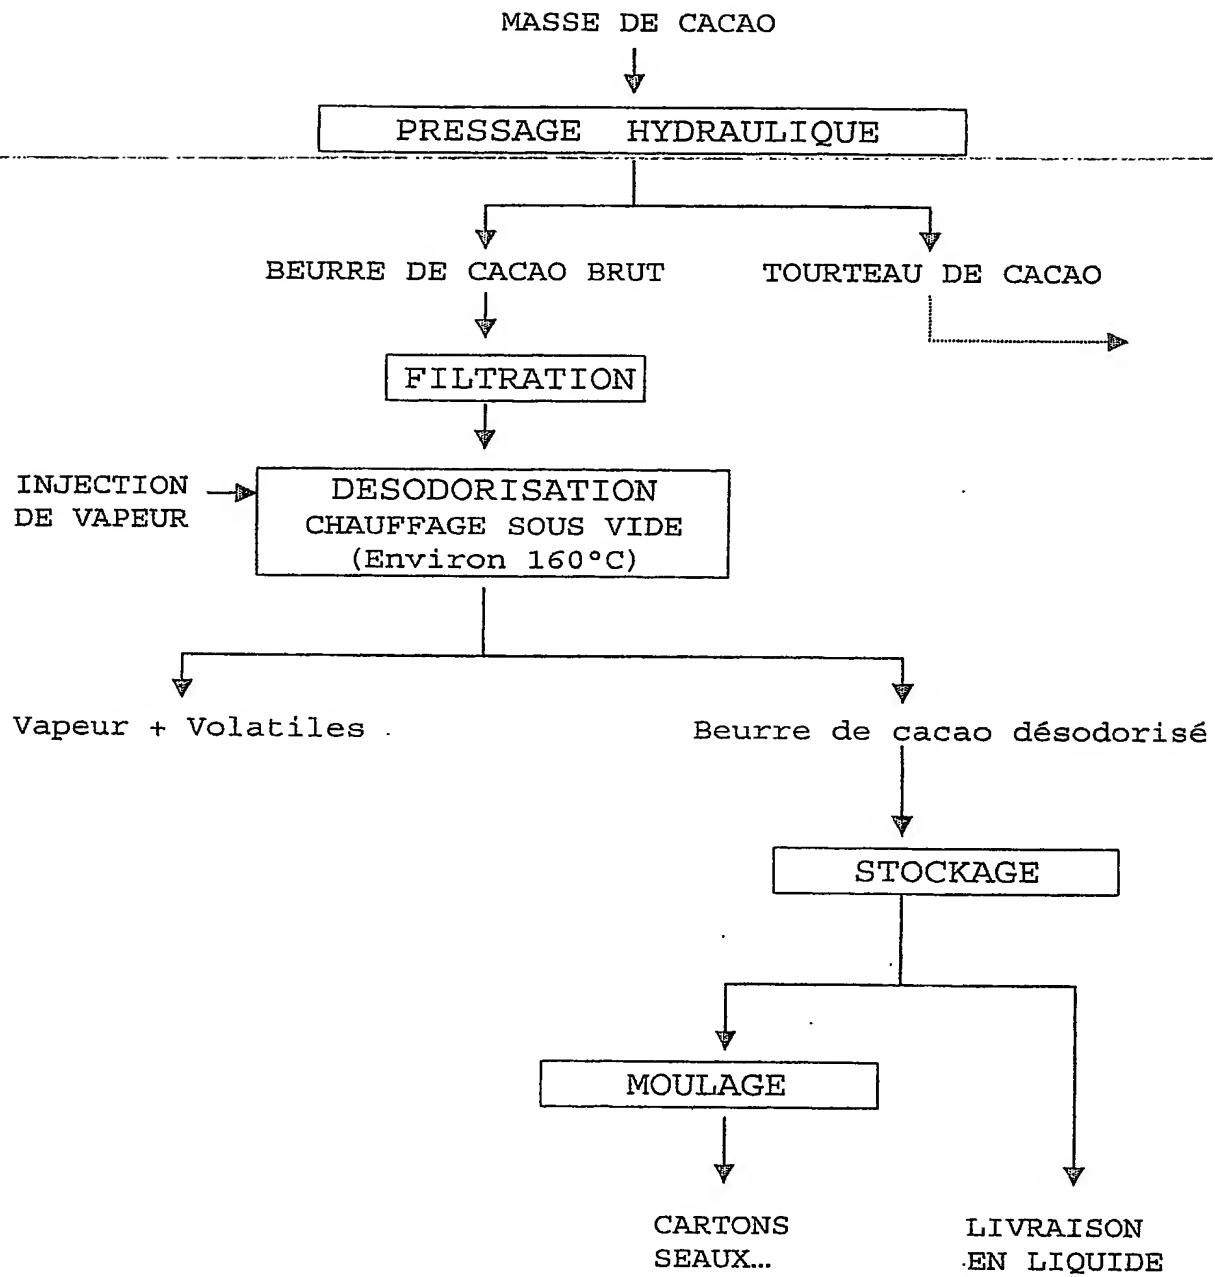 MASSE DE CACAO
PRESSAGE HYDRAULIQUE
BEURRE DE CACAO BRUT
TOURTEAU DE CACAO
FILTRATION
INJECTION
DE VAPEUR
DESODORISATION
CHAUFFAGE SOUS VIDE
(Environ 160°C)
Vapeur + Volatiles
Beurre de cacao désodorisé
STOCKAGE
MOULAGE
CARTONS
SEAUX...
LIVRAISON
EN LIQUIDE